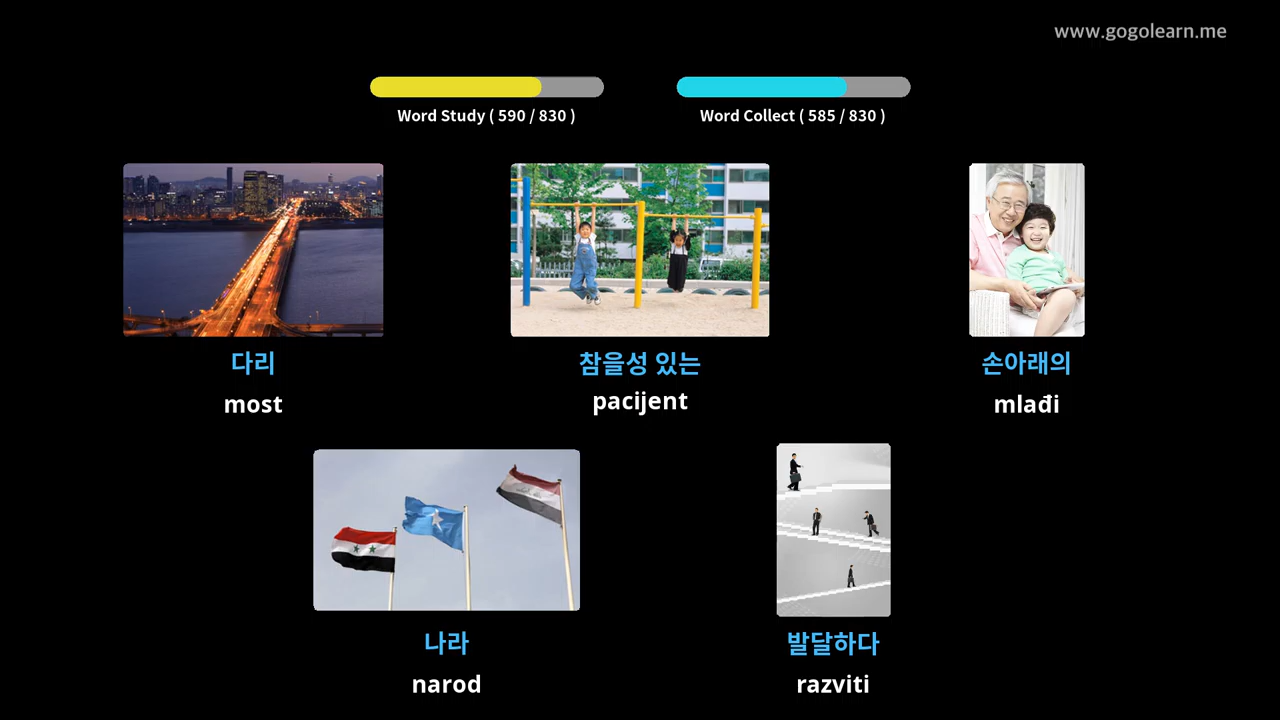 www.gogolearn.me
Word Study ( 590 / 830 )
Word Collect ( 585 / 830 )
다리
참을성 있는
손아래의
most
pacijent
mlađi
나라
발달하다
narod
razviti